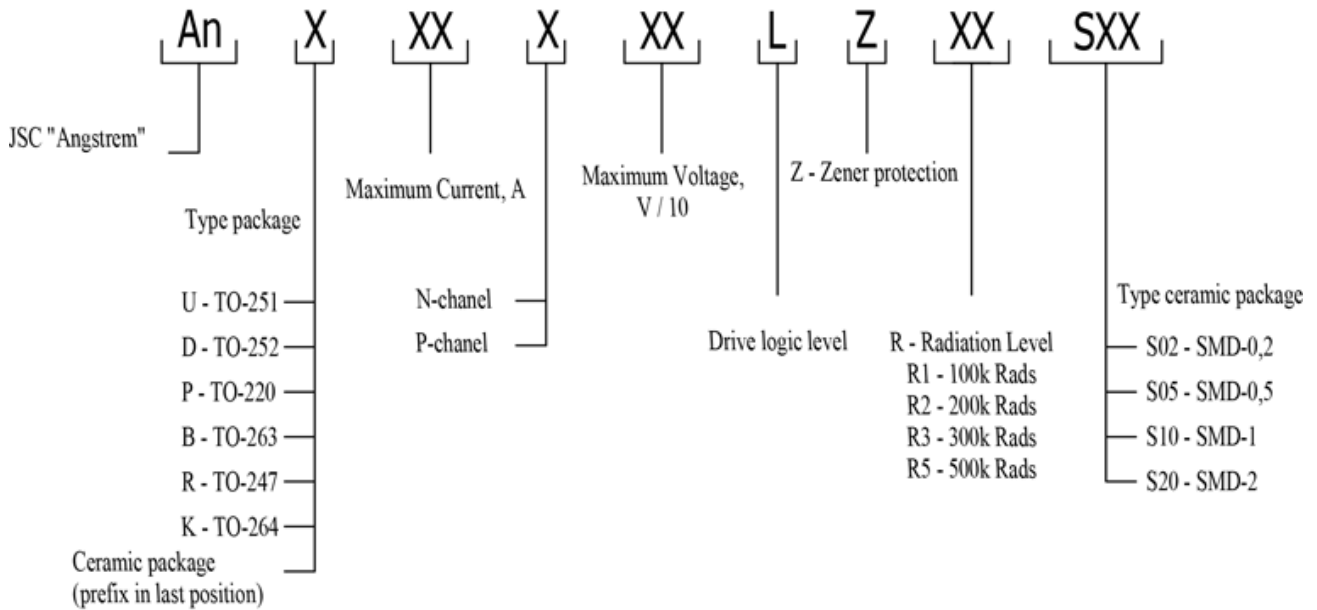 An X XX X XX L Z XX SXX
JSC "Angstrem"
Type package
U - TO-251
D - TO-252
P - TO-220
B - TO-263
R - TO-247
K - TO-264
Ceramic package
(prefix in last position)
Maximum Current, A
N-chanel
P-chanel
Maximum Voltage,
V / 10
Drive logic level
Z - Zener protection
R - Radiation Level
R1 - 100k Rads
R2 - 200k Rads
R3 - 300k Rads
R5 - 500k Rads
Type ceramic package
S02 - SMD-0,2
S05 - SMD-0,5
S10 - SMD-1
S20 - SMD-2